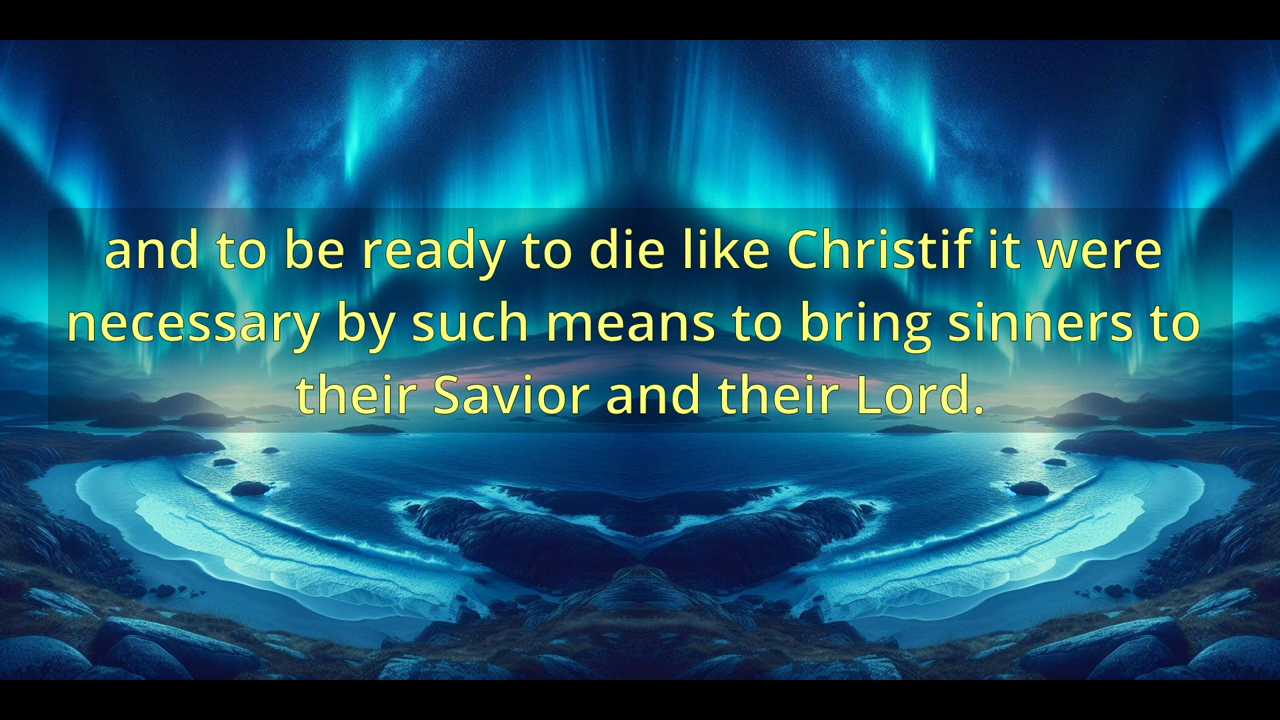 and to be ready to die like Christif it were
necessary by such means to bring sinners to
their Savior and their Lord.